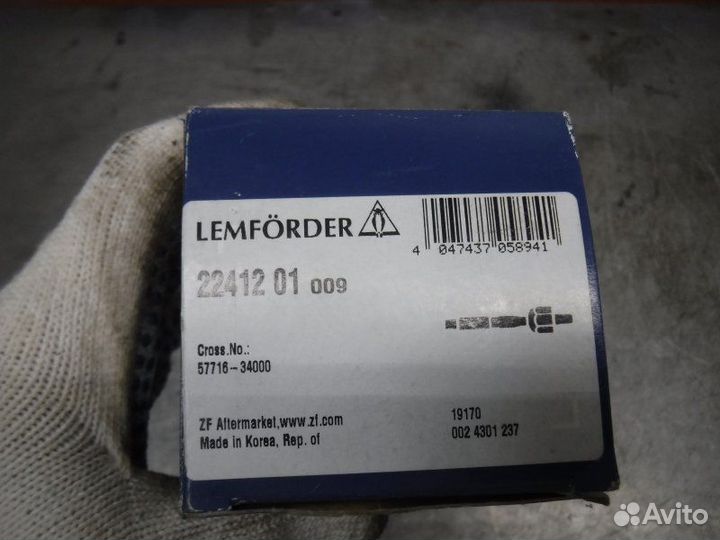 LEMFÖRDER
4 047437 058941
22412 01 009
Cross.No.:
57716-34000
ZF Aftermarket,www.zf.com
Made in Korea, Rep. of
19170
002 4301 237
Avito